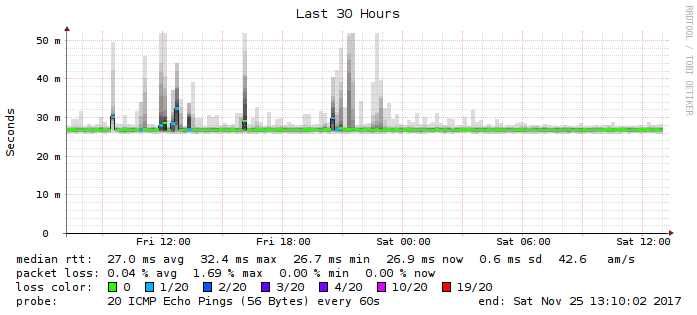 Last 30 Hours
RRDTOOL / TOBI OETIKER
Seconds
50 m
40 m
30 m
20 m
10 m
0
Fri 12:00 Fri 18:00 Sat 00:00 Sat 06:00 Sat 12:00
median rtt: 27.0 ms avg 32.4 ms max 26.7 ms min 26.9 ms now 0.6 ms sd 42.6 am/s
packet loss: 0.04 % avg 1.69 % max 0.00 % min 0.00 % now
loss color: 0 1/20 2/20 3/20 4/20 10/20 19/20
probe: 20 ICMP Echo Pings (56 Bytes) every 60s end: Sat Nov 25 13:10:02 2017